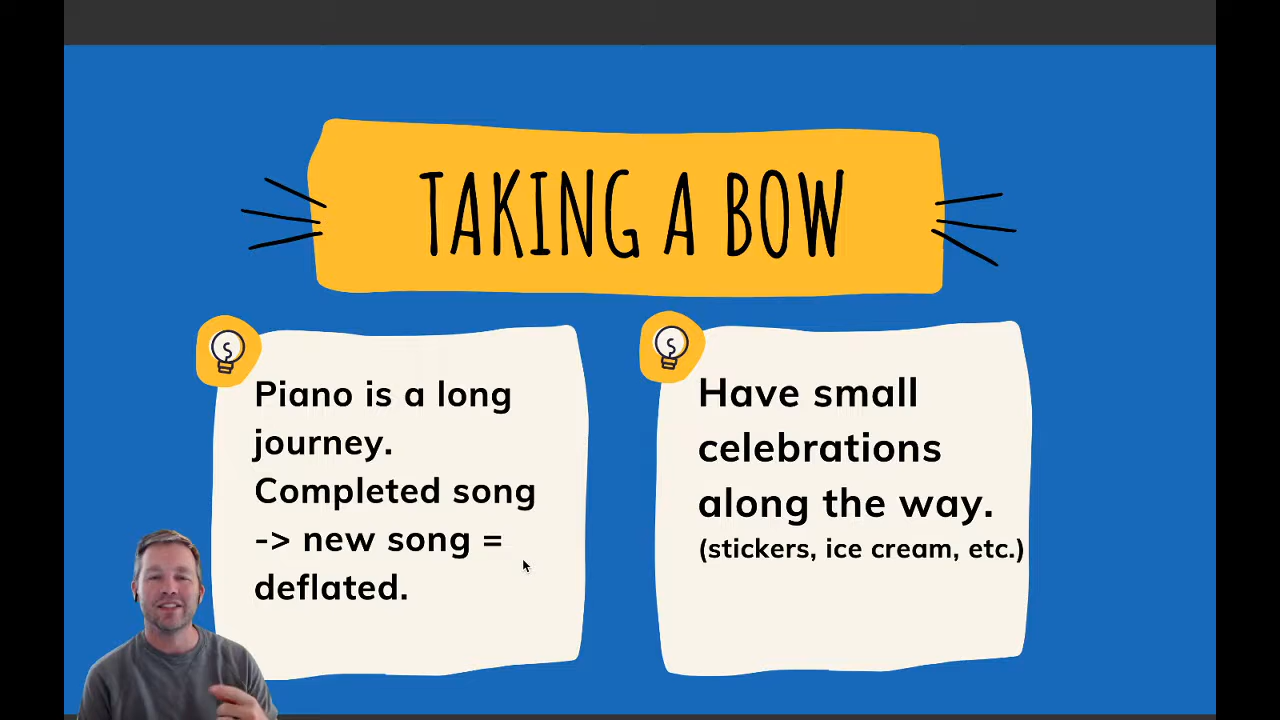 TAKING A BOW
Piano is a long
journey.
Completed song
-> new song =
deflated.
Have small
celebrations
along the way.
(stickers, ice cream, etc.)